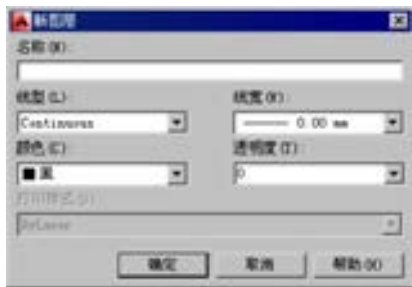 新图层
名称(N):
线型(L): 线宽(W):
Continuous 0.00 mm
颜色(C): 透明度(T):
黑 0
打印样式(P):
ByLayer
确定 取消 帮助(H)